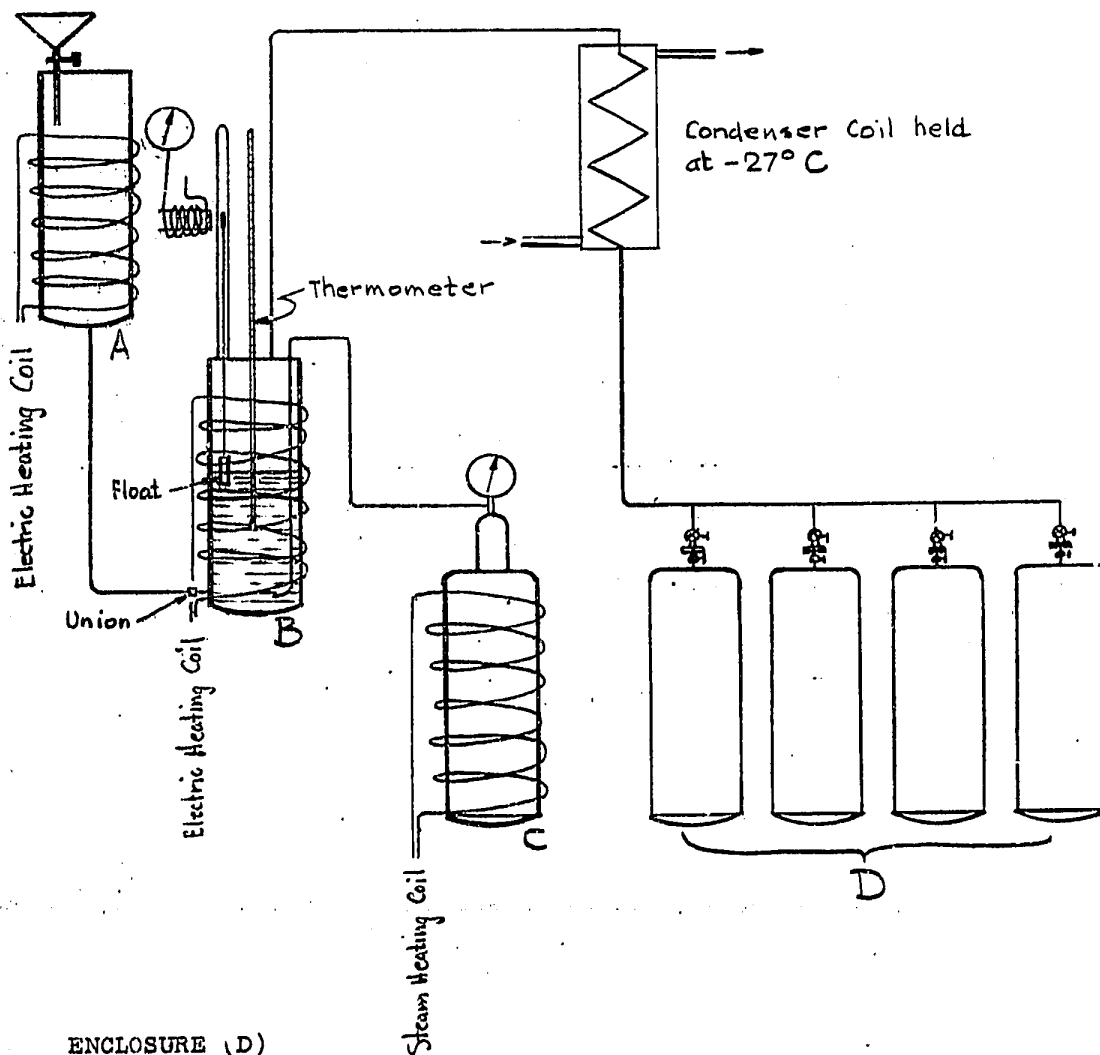 Condenser Coil held
at -27° C
Thermometer
A
Electric Heating Coil
Float
Union
B
Electric Heating Coil
C
D
Steam Heating Coil
ENCLOSURE (D)